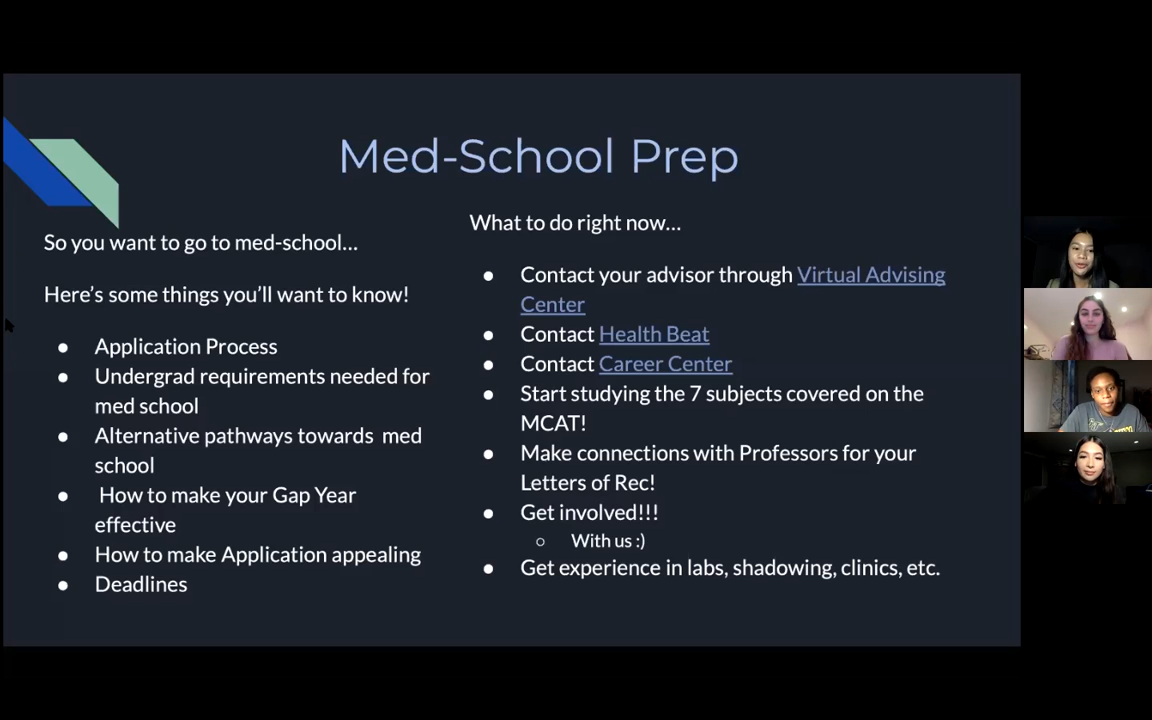 Med-School Prep
So you want to go to med-school...
Here's some things you'll want to know!
● Application Process
● Undergrad requirements needed for
med school
● Alternative pathways towards med
school
● How to make your Gap Year
effective
● How to make Application appealing
● Deadlines
What to do right now...
● Contact your advisor through Virtual Advising
Center
● Contact Health Beat
● Contact Career Center
● Start studying the 7 subjects covered on the
MCAT!
● Make connections with Professors for your
Letters of Rec!
● Get involved!!!
○ With us :)
● Get experience in labs, shadowing, clinics, etc.